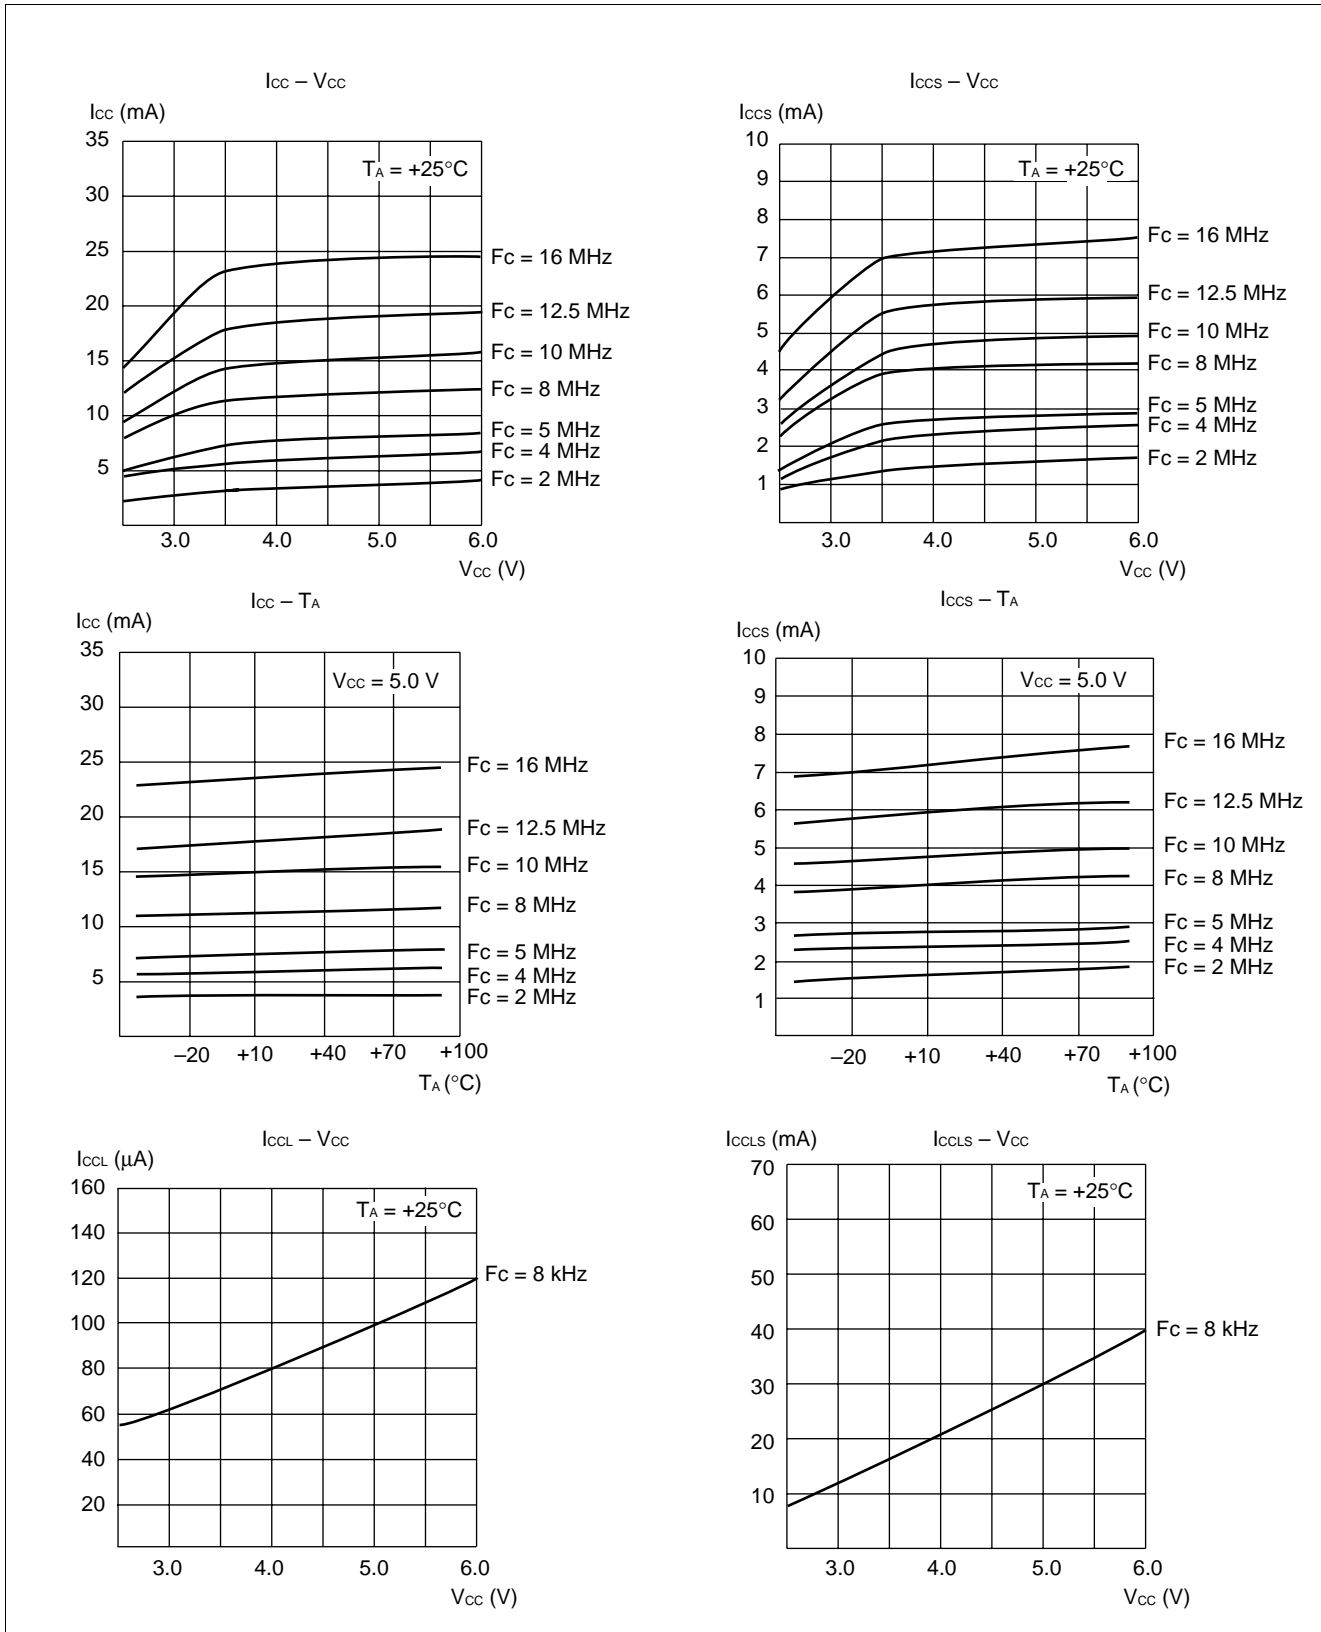 ICC – VCC
ICC (mA)
35
30
25
20
15
10
5
TA = +25°C
Fc = 16 MHz
Fc = 12.5 MHz
Fc = 10 MHz
Fc = 8 MHz
Fc = 5 MHz
Fc = 4 MHz
Fc = 2 MHz
3.0 4.0 5.0 6.0
VCC (V)
ICCS – VCC
ICCS (mA)
10
9
8
7
6
5
4
3
2
1
TA = +25°C
Fc = 16 MHz
Fc = 12.5 MHz
Fc = 10 MHz
Fc = 8 MHz
Fc = 5 MHz
Fc = 4 MHz
Fc = 2 MHz
3.0 4.0 5.0 6.0
VCC (V)
ICC – TA
ICC (mA)
35
30
25
20
15
10
5
VCC = 5.0 V
Fc = 16 MHz
Fc = 12.5 MHz
Fc = 10 MHz
Fc = 8 MHz
Fc = 5 MHz
Fc = 4 MHz
Fc = 2 MHz
–20 +10 +40 +70 +100
TA (°C)
ICCS – TA
ICCS (mA)
10
9
8
7
6
5
4
3
2
1
VCC = 5.0 V
Fc = 16 MHz
Fc = 12.5 MHz
Fc = 10 MHz
Fc = 8 MHz
Fc = 5 MHz
Fc = 4 MHz
Fc = 2 MHz
–20 +10 +40 +70 +100
TA (°C)
ICCL – VCC
ICCL (µA)
160
140
120
100
80
60
40
20
TA = +25°C
Fc = 8 kHz
3.0 4.0 5.0 6.0
VCC (V)
ICCLS (mA) ICCLS – VCC
70
60
50
40
30
20
10
TA = +25°C
Fc = 8 kHz
3.0 4.0 5.0 6.0
VCC (V)